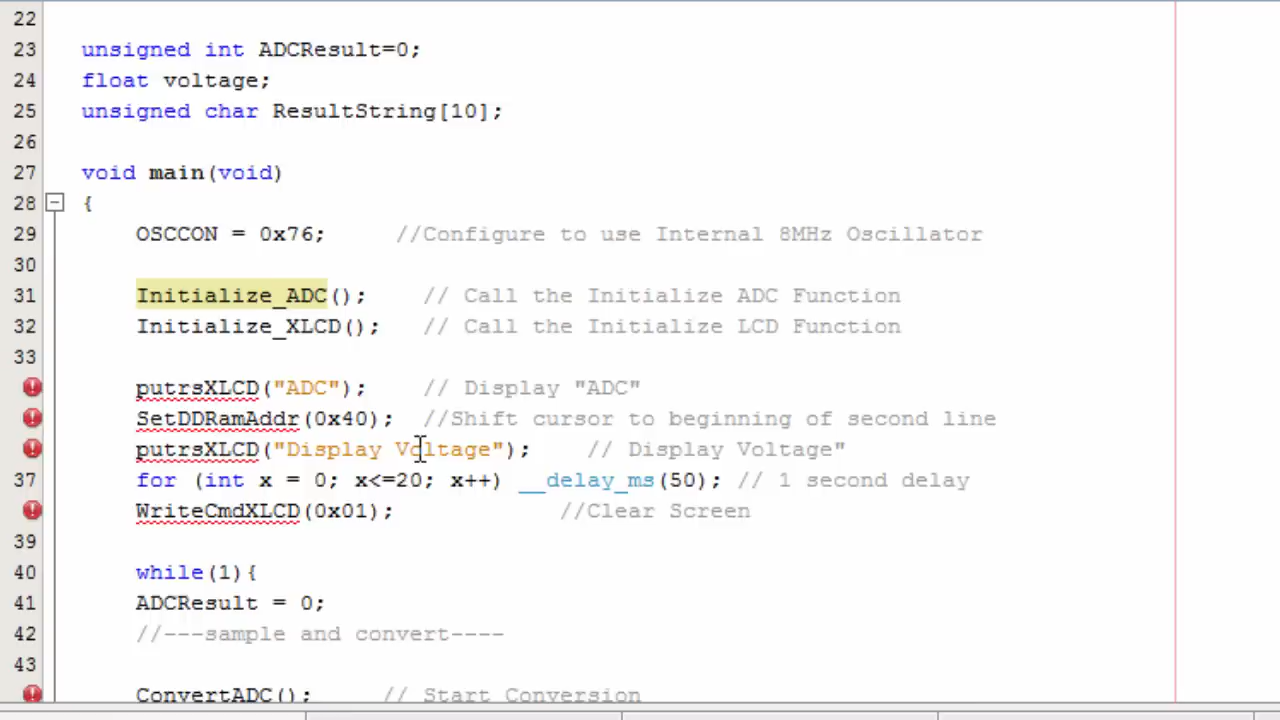 22
23 unsigned int ADCResult=0;
24 float voltage;
25 unsigned char ResultString[10];
26
27 void main(void)
28 {
29 OSCCON = 0x76; //Configure to use Internal 8MHz Oscillator
30
31 Initialize_ADC(); // Call the Initialize ADC Function
32 Initialize_XLCD(); // Call the Initialize LCD Function
33
putrsXLCD("ADC"); // Display "ADC"
SetDDRamAddr(0x40); //Shift cursor to beginning of second line
putrsXLCD("Display Voltage"); // Display Voltage"
37 for (int x = 0; x<=20; x++) __delay_ms(50); // 1 second delay
WriteCmdXLCD(0x01); //Clear Screen
39
40 while(1){
41 ADCResult = 0;
42 //---sample and convert----
43
ConvertADC(); // Start Conversion